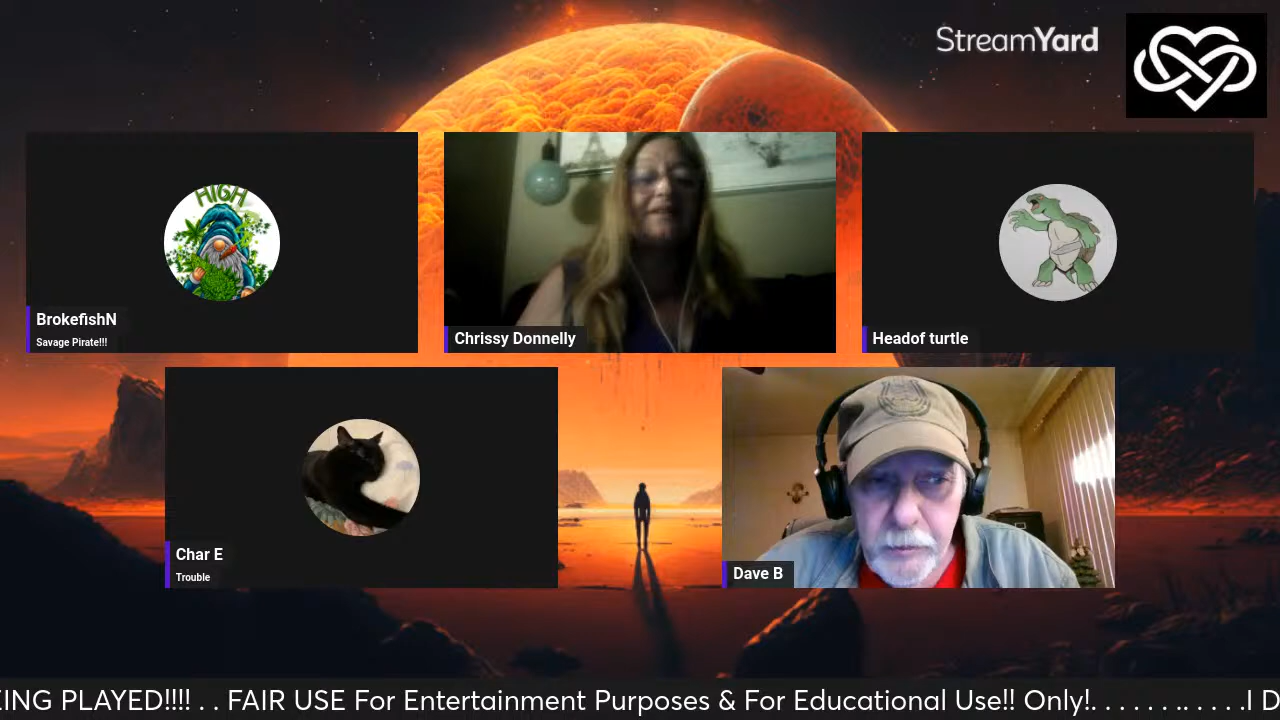 StreamYard
HIGH
BrokefishN
Savage Pirate!!!
Chrissy Donnelly
Headof turtle
Char E
Trouble
Dave B
EING PLAYED!!!! . . FAIR USE For Entertainment Purposes & For Educational Use!! Only!. . . . . . .. . . . .I D